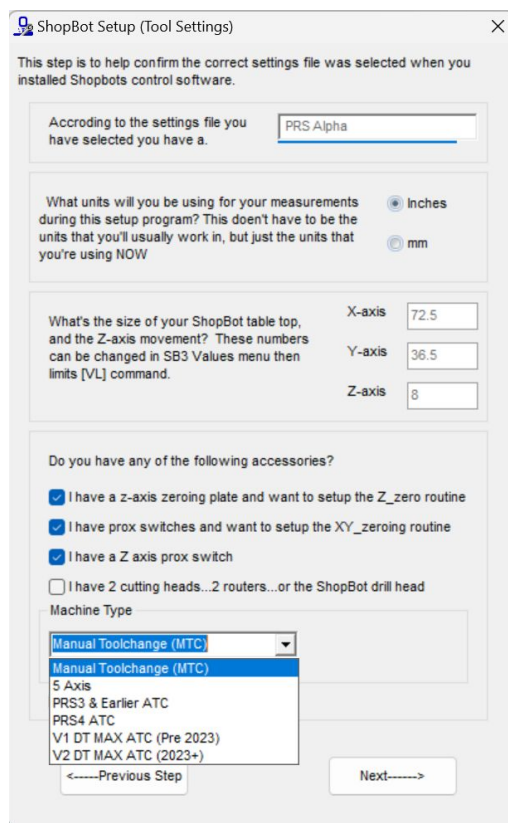 ShopBot Setup (Tool Settings)
This step is to help confirm the correct settings file was selected when you
installed Shopbots control software.
Accroding to the settings file you
have selected you have a.
PRS Alpha
What units will you be using for your measurements
during this setup program? This doen't have to be the
units that you'll usually work in, but just the units that
you're using NOW
Inches
mm
What's the size of your ShopBot table top,
and the Z-axis movement? These numbers
can be changed in SB3 Values menu then
limits [VL] command.
X-axis 72.5
Y-axis 36.5
Z-axis 8
Do you have any of the following accessories?
I have a z-axis zeroing plate and want to setup the Z_zero routine
I have prox switches and want to setup the XY_zeroing routine
I have a Z axis prox switch
I have 2 cutting heads...2 routers...or the ShopBot drill head
Machine Type
Manual Toolchange (MTC)
Manual Toolchange (MTC)
5 Axis
PRS3 & Earlier ATC
PRS4 ATC
V1 DT MAX ATC (Pre 2023)
V2 DT MAX ATC (2023+)
<-----Previous Step
Next------>